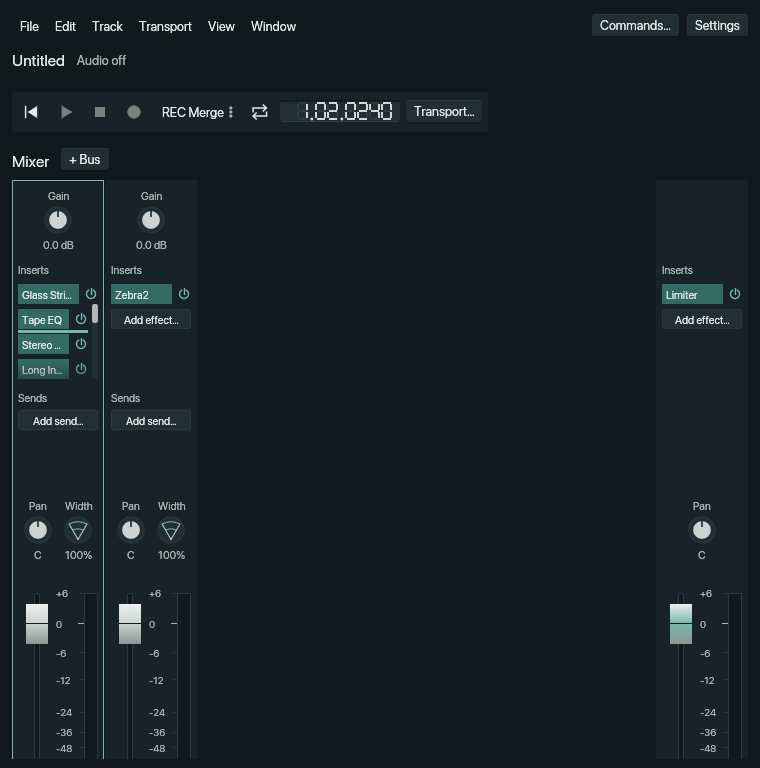 File Edit Track Transport View Window Commands... Settings
Untitled Audio off
REC Merge 1.02.0240 Transport...
Mixer + Bus
Gain Gain
0.0 dB 0.0 dB
Inserts Inserts Inserts
Glass Stri... Zebra2 Limiter
Tape EQ Add effect... Add effect...
Stereo ...
Long In...
Sends Sends
Add send... Add send...
Pan Width Pan Width Pan
C 100% C 100% C
+6 +6 +6
0 0 0
-6 -6 -6
-12 -12 -12
-24 -24 -24
-36 -36 -36
-48 -48 -48